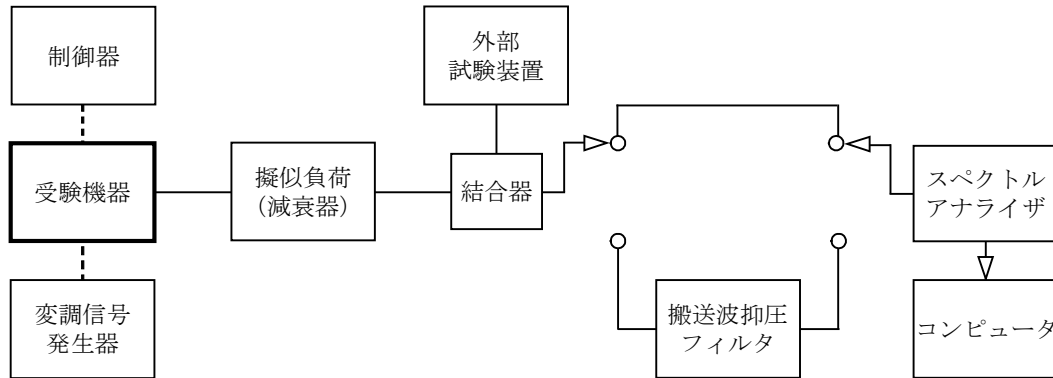 制御器
外部
試験装置
受験機器
擬似負荷
（減衰器）
結合器
スペクトル
アナライザ
変調信号
発生器
搬送波抑圧
フィルタ
コンピュータ